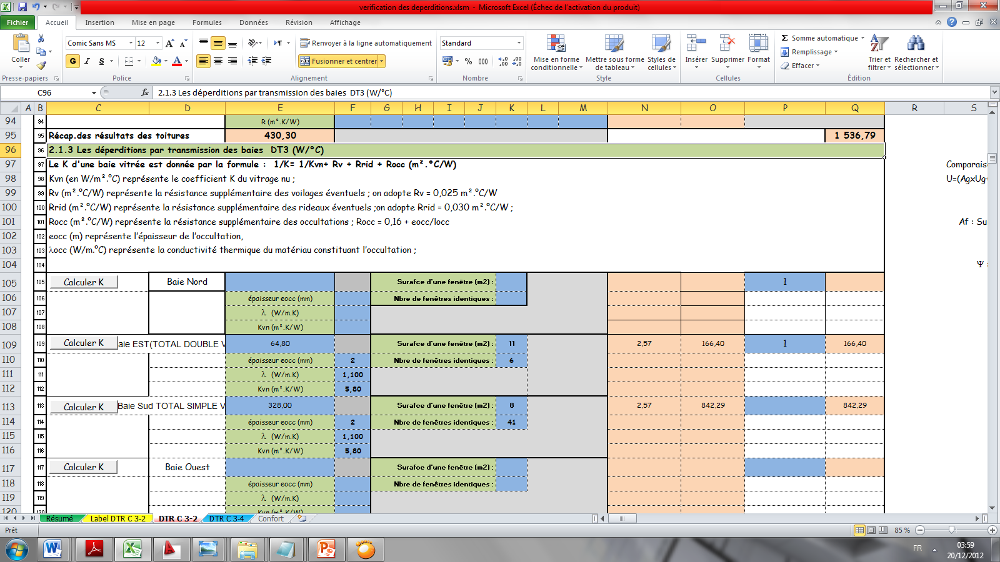 verification des deperditions.xlsm - Microsoft Excel (Échec de l'activation du produit)
Fichier Accueil Insertion Mise en page Formules Données Révision Affichage
Coller
Presse-papiers
Comic Sans MS 12
G I S
Police
Renvoyer à la ligne automatiquement
Fusionner et centrer
Alignement
Standard
% 000
Nombre
Mise en forme conditionnelle
Mettre sous forme de tableau
Styles de cellules
Style
Insérer Supprimer Format
Cellules
Σ Somme automatique
Remplissage
Effacer
Trier et filtrer
Rechercher et sélectionner
Édition
C96 fx 2.1.3 Les déperditions par transmission des baies DT3 (W/°C)
A B C D E F G H I J K L M N O P Q R S
94 94 R (m².K/W)
95 95 Récap.des résultats des toitures 430,30 1 536,79
96 96 2.1.3 Les déperditions par transmission des baies DT3 (W/°C)
97 97 Le K d'une baie vitrée est donnée par la formule : 1/K= 1/Kvn+ Rv + Rrid + Rocc (m².°C/W) Comparais
98 98 Kvn (en W/m².°C) représente le coefficient K du vitrage nu ; U=(AgxUg
99 99 Rv (m².°C/W) représente la résistance supplémentaire des voilages éventuels ; on adopte Rv = 0,025 m².°C/W
100 100 Rrid (m².°C/W) représente la résistance supplémentaire des rideaux éventuels ;on adopte Rrid = 0,030 m².°C/W ;
101 101 Rocc (m².°C/W) représente la résistance supplémentaire des occultations ; Rocc = 0,16 + eocc/locc Af : Su
102 102 eocc (m) représente l'épaisseur de l'occultation,
103 103 λocc (W/m.°C) représente la conductivité thermique du matériau constituant l'occultation ;
104 104 Ψ :
105 105 Calculer K Baie Nord Surafce d'une fenêtre (m2) : 1
106 106 épaisseur eocc (mm) Nbre de fenêtres identiques :
107 107 λ (W/m.K)
108 108 Kvn (m².K/W)
109 109 Calculer K aie EST(TOTAL DOUBLE V 64,80 Surafce d'une fenêtre (m2) : 11 2,57 166,40 1 166,40
110 110 épaisseur eocc (mm) 2 Nbre de fenêtres identiques : 6
111 111 λ (W/m.K) 1,100
112 112 Kvn (m².K/W) 5,80
113 113 Calculer K Baie Sud TOTAL SIMPLE V 328,00 Surafce d'une fenêtre (m2) : 8 2,57 842,29 842,29
114 114 épaisseur eocc (mm) 2 Nbre de fenêtres identiques : 41
115 115 λ (W/m.K) 1,100
116 116 Kvn (m².K/W) 5,80
117 117 Calculer K Baie Ouest Surafce d'une fenêtre (m2) :
118 118 épaisseur eocc (mm) Nbre de fenêtres identiques :
119 119 λ (W/m.K)
120 120 Kvn (m².K/W)
Résumé Label DTR C 3-2 DTR C 3-2 DTR C 3-4 Confort
Prêt 85 %
FR 03:59
20/12/2012